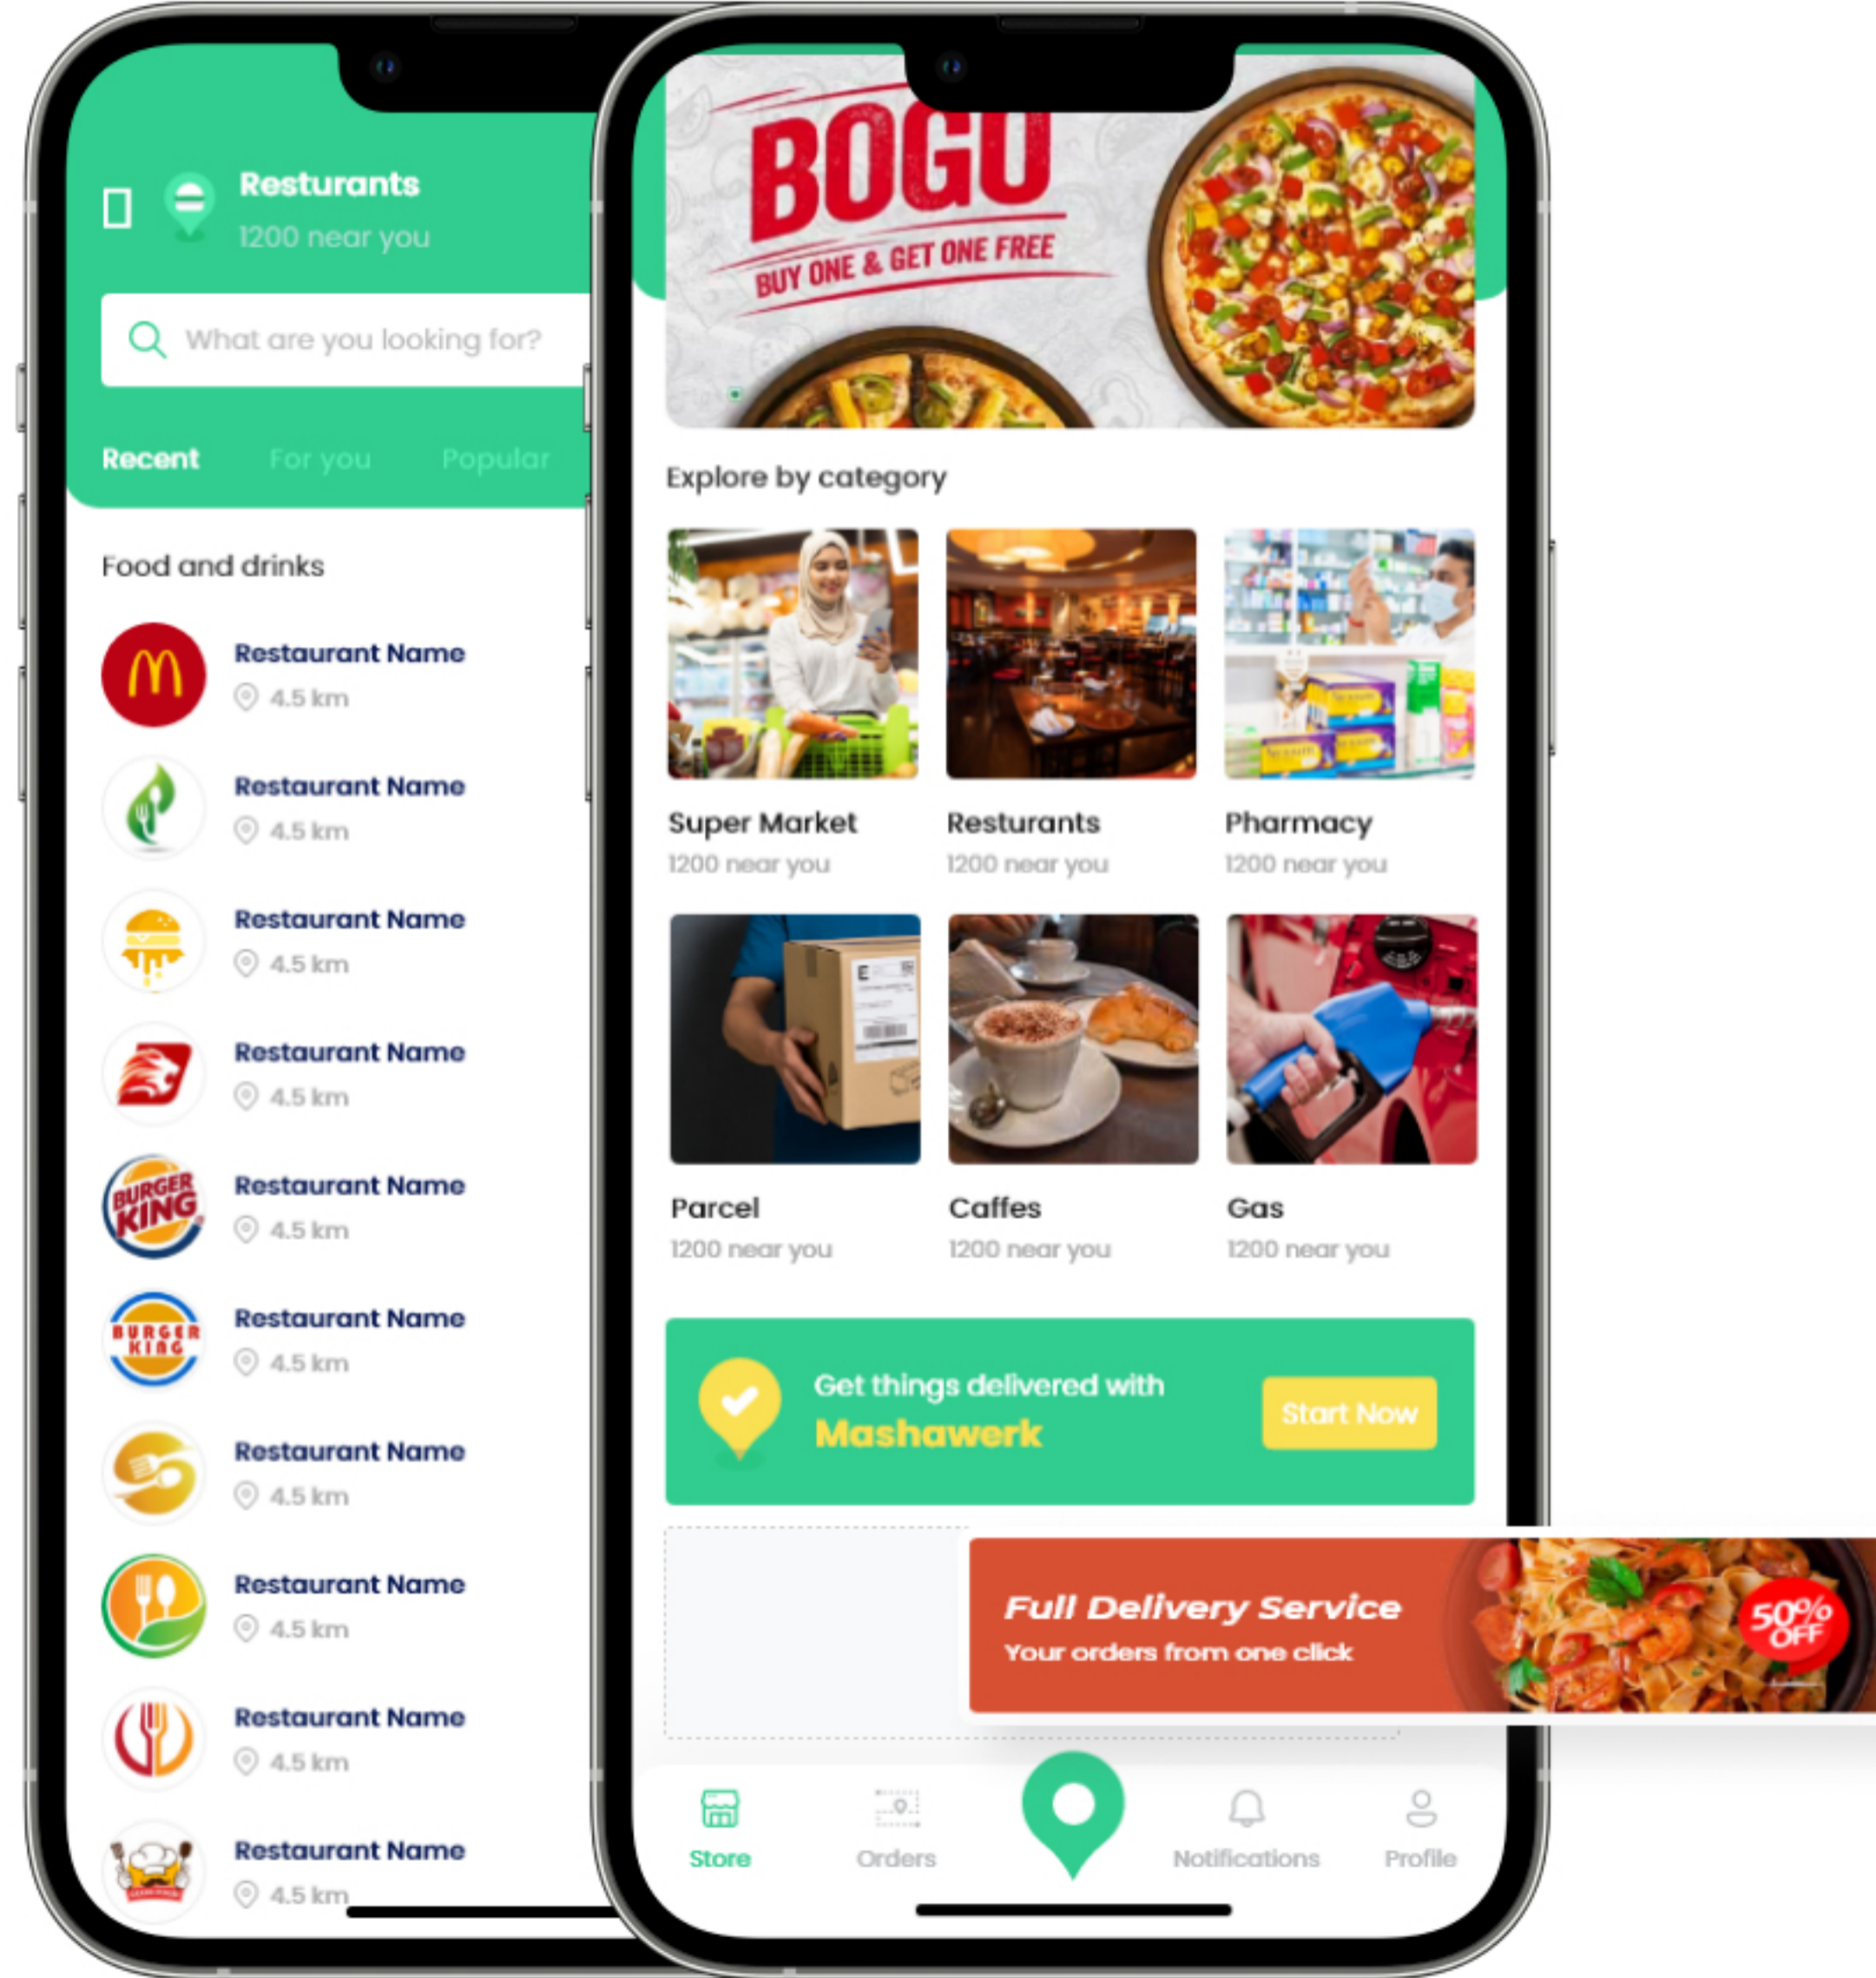 Resturants
1200 near you
What are you looking for?
Recent
For you
Popular
Food and drinks
Restaurant Name
4.5 km
Restaurant Name
4.5 km
Restaurant Name
4.5 km
Restaurant Name
4.5 km
BURGER
KING
Restaurant Name
4.5 km
BURGER
KING
Restaurant Name
4.5 km
Restaurant Name
4.5 km
Restaurant Name
4.5 km
Restaurant Name
4.5 km
Restaurant Name
4.5 km
BOGO
BUY ONE & GET ONE FREE
Explore by category
Super Market
1200 near you
Resturants
1200 near you
Pharmacy
1200 near you
Parcel
1200 near you
Caffes
1200 near you
Gas
1200 near you
Get things delivered with
Mashawerk
Start Now
Full Delivery Service
Your orders from one click
50%
OFF
Store
Orders
Notifications
Profile